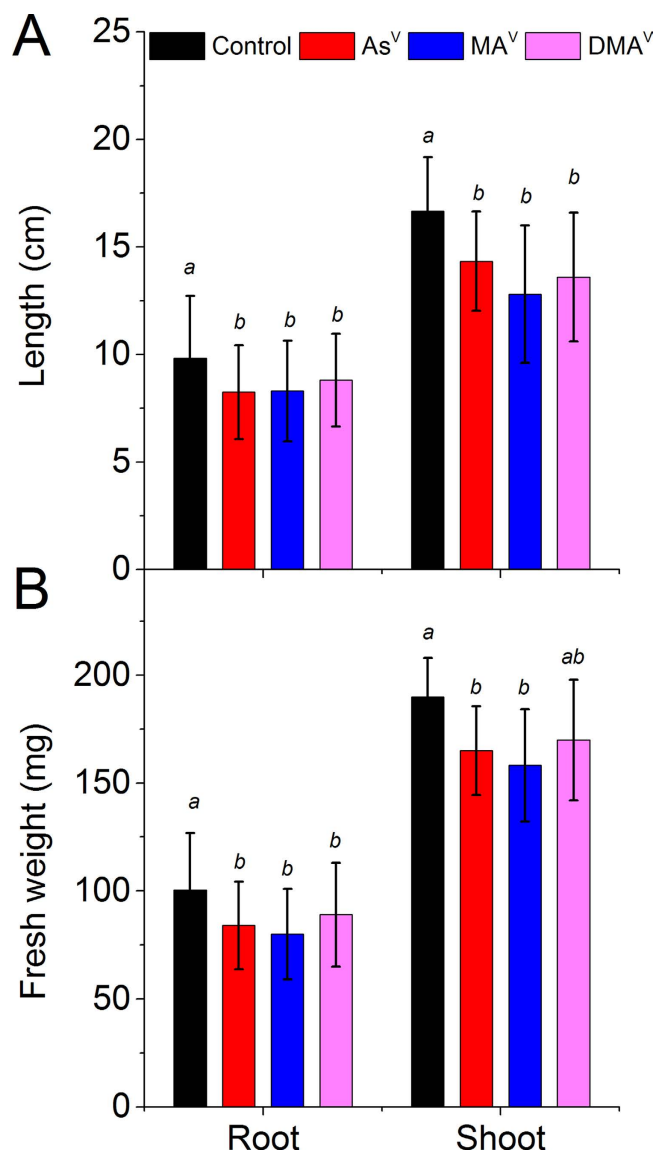 A
25
Control As^V MA^V DMA^V
20
a
b
b
b
15
a
b
b
b
10
5
0
Length (cm)
B
a
b
b
ab
200
150
a
b
b
b
100
50
0
Fresh weight (mg)
Root Shoot